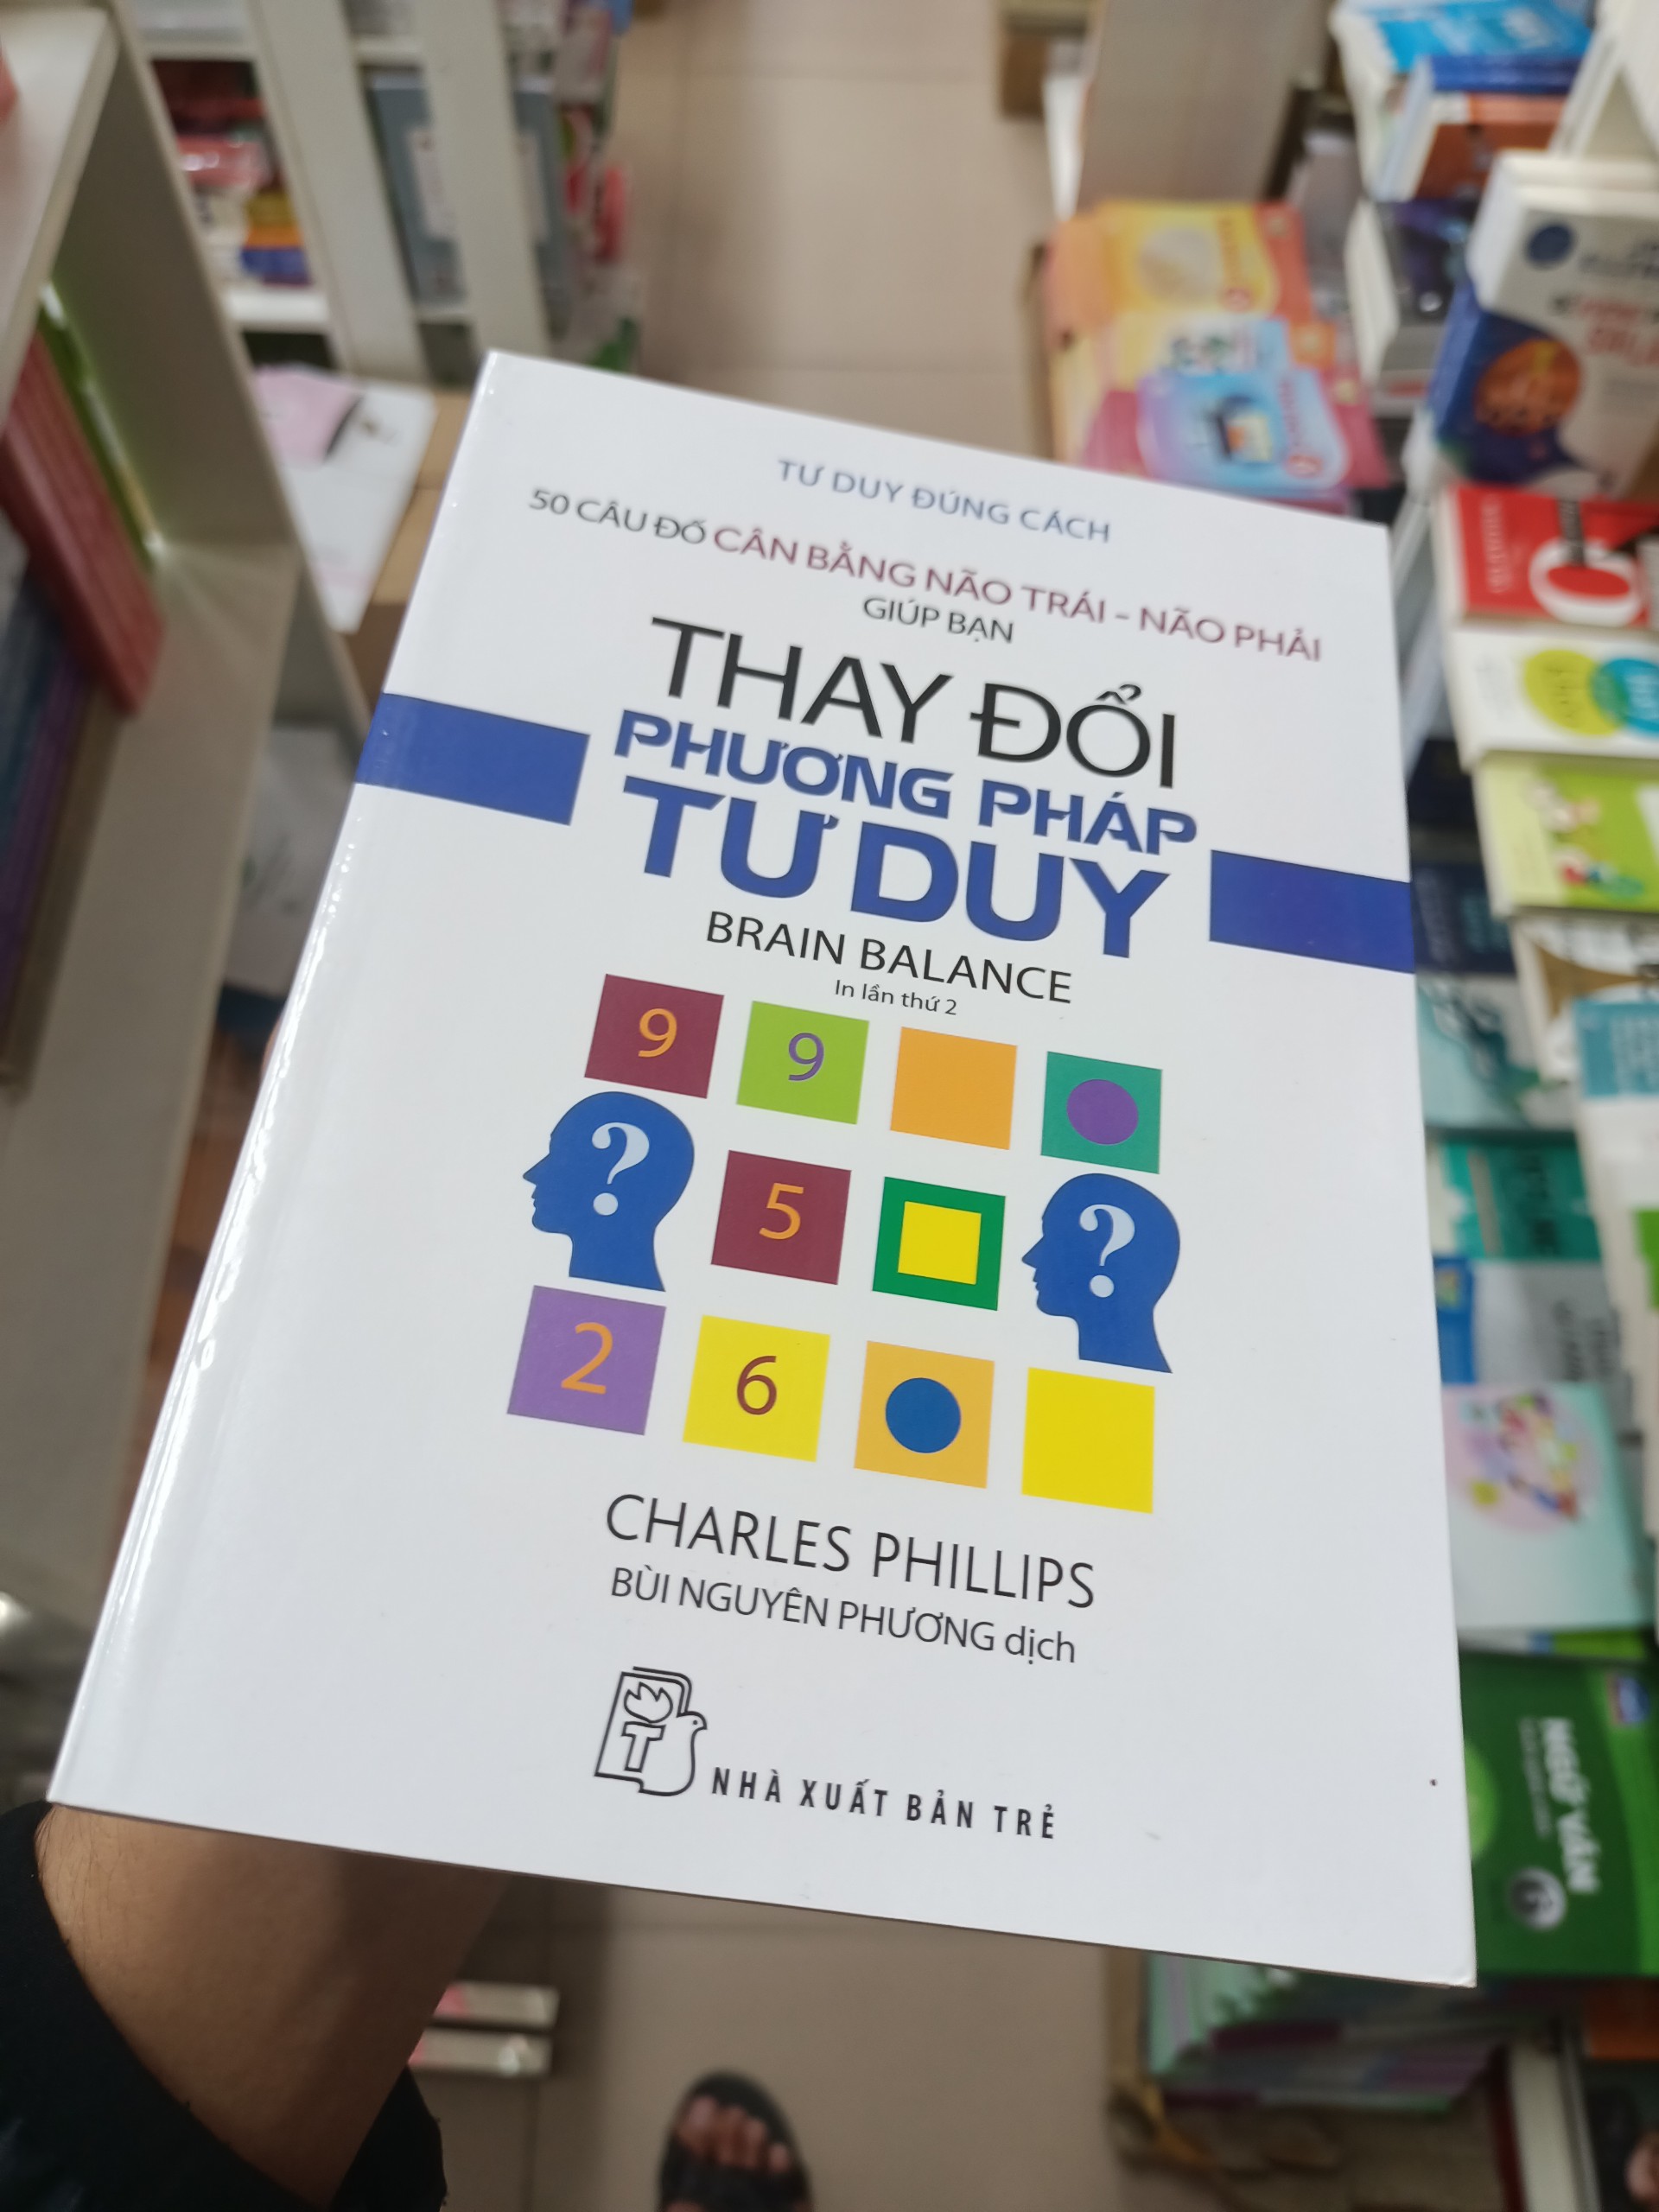 TƯ DUY ĐÚNG CÁCH
50 CÂU ĐỐ CÂN BẰNG NÃO TRÁI - NÃO PHẢI
GIÚP BẠN
THAY ĐỔI
PHƯƠNG PHÁP
TƯ DUY
BRAIN BALANCE
In lần thứ 2
9 9
? 5 ?
2 6
CHARLES PHILLIPS
BÙI NGUYÊN PHƯƠNG dịch
T
NHÀ XUẤT BẢN TRẺ
NGỮ VĂN